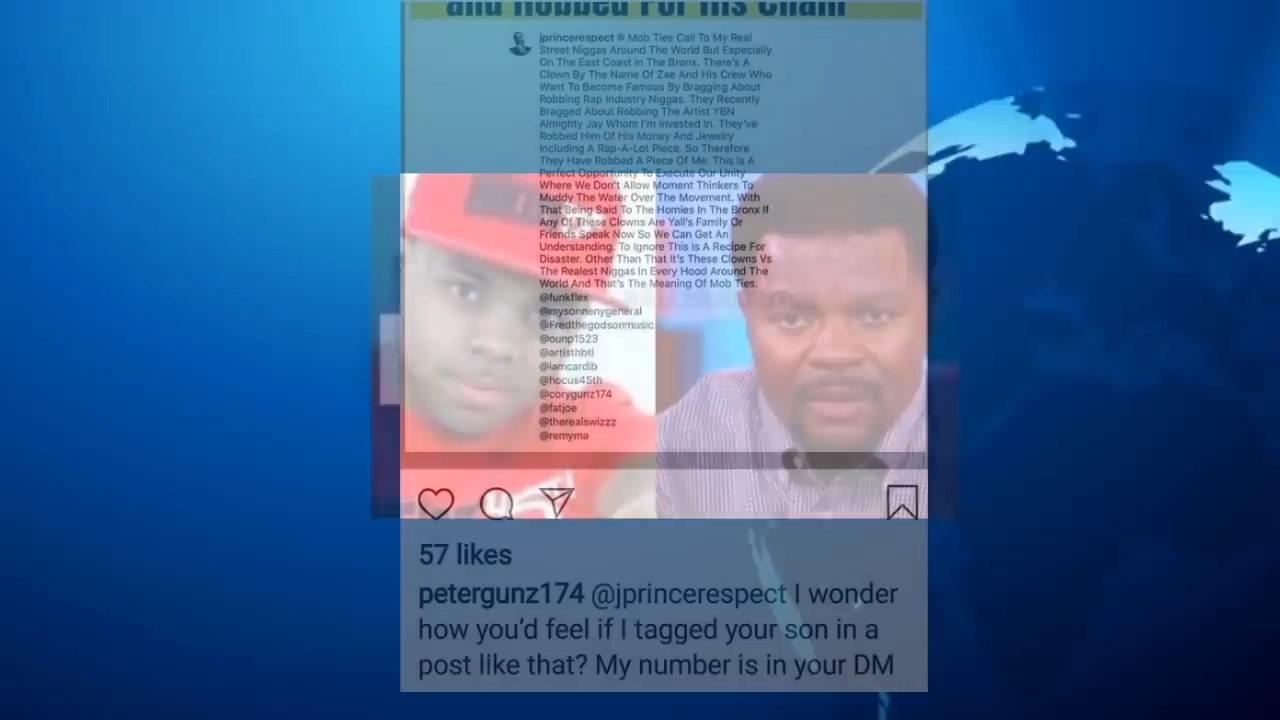 and Robbed For His Chain
jprincerespect Mob Ties Call To My Real
Street Niggas Around The World But Especially
On The East Coast In The Bronx. There's A
Clown By The Name Of Zae And His Crew Who
Want To Become Famous By Bragging About
Robbing Rap Industry Niggas. They Recently
Bragged About Robbing The Artist YBN
Almighty Jay Whom I'm Invested In. They've
Robbed Him Of His Money And Jewelry
Including A Rap-A-Lot Piece. So Therefore
They Have Robbed A Piece Of Me. This Is A
Perfect Opportunity To Execute Our Unity
Where We Don't Allow Moment Thinkers To
Muddy The Water Over The Movement. With
That Being Said To The Homies In The Bronx If
Any Of These Clowns Are Yall's Family Or
Friends Speak Now So We Can Get An
Understanding. To Ignore This Is A Recipe For
Disaster. Other Than That It's These Clowns Vs
The Realest Niggas In Every Hood Around The
World And That's The Meaning Of Mob Ties.
@funkflex
@mysonnenygeneral
@Fredthegodsonmusic
@ounp1523
@artisthbtl
@iamcardib
@hocus45th
@corygunz174
@fatjoe
@therealswizzz
@remyma
57 likes
petergunz174 @jprincerespect I wonder
how you'd feel if I tagged your son in a
post like that? My number is in your DM